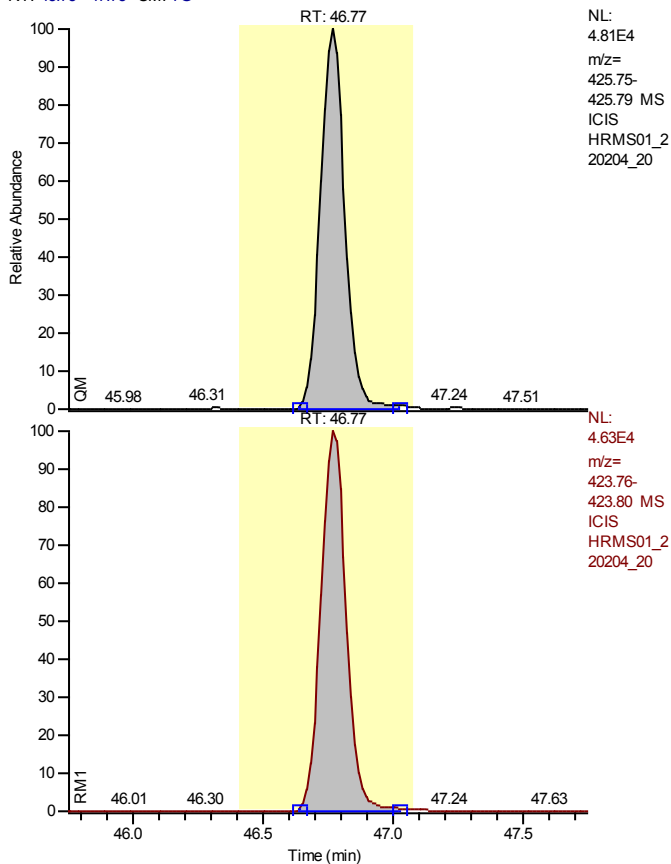 RT: 46.77
NL:
4.81E4
m/z=
425.75-
425.79 MS
ICIS
HRMS01_2
20204_20
Relative Abundance
100
90
80
70
60
50
40
30
20
10
0
QM
45.98 46.31 47.24 47.51
RT: 46.77
NL:
4.63E4
m/z=
423.76-
423.80 MS
ICIS
HRMS01_2
20204_20
100
90
80
70
60
50
40
30
20
10
0
RM1
46.01 46.30 47.24 47.63
46.0 46.5 47.0 47.5
Time (min)